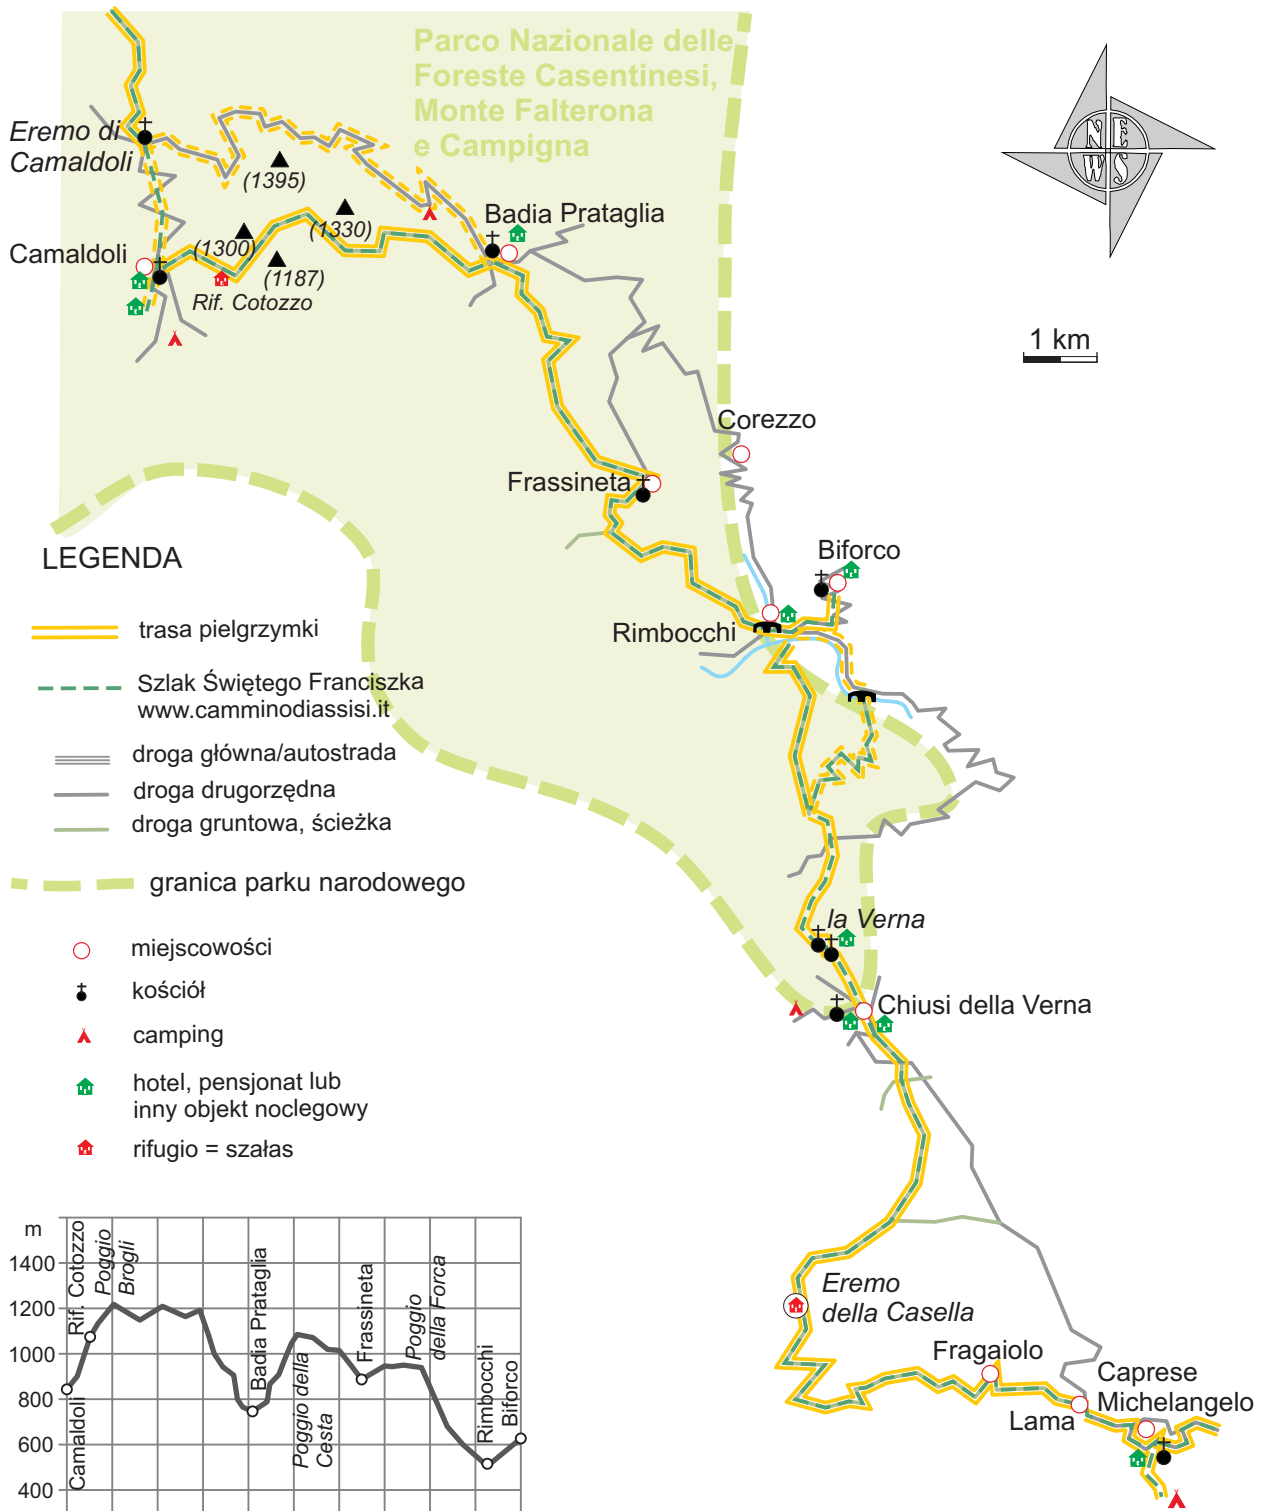 Parco Nazionale delle
Foreste Casentinesi,
Monte Falterona
e Campigna
N E
W S
Eremo di
Camaldoli
(1395)
(1330)
(1300)
(1187)
Badia Prataglia
Camaldoli
Rif. Cotozzo
1 km
Corezzo
Frassineta
Biforco
Rimbocchi
LEGENDA
trasa pielgrzymki
Szlak Świętego Franciszka
www.camminodiassisi.it
droga główna/autostrada
droga drugorzędna
droga gruntowa, ścieżka
granica parku narodowego
miejscowości
kościół
camping
hotel, pensjonat lub
inny objekt noclegowy
rifugio = szałas
la Verna
Chiusi della Verna
Eremo
della Casella
Fragaiolo
Lama
Caprese
Michelangelo
m
1400
1200
1000
800
600
400
Camaldoli
Rif. Cotozzo
Poggio
Brogli
Badia Prataglia
Poggio della
Cesta
Frassineta
Poggio
della Forca
Rimbocchi
Biforco